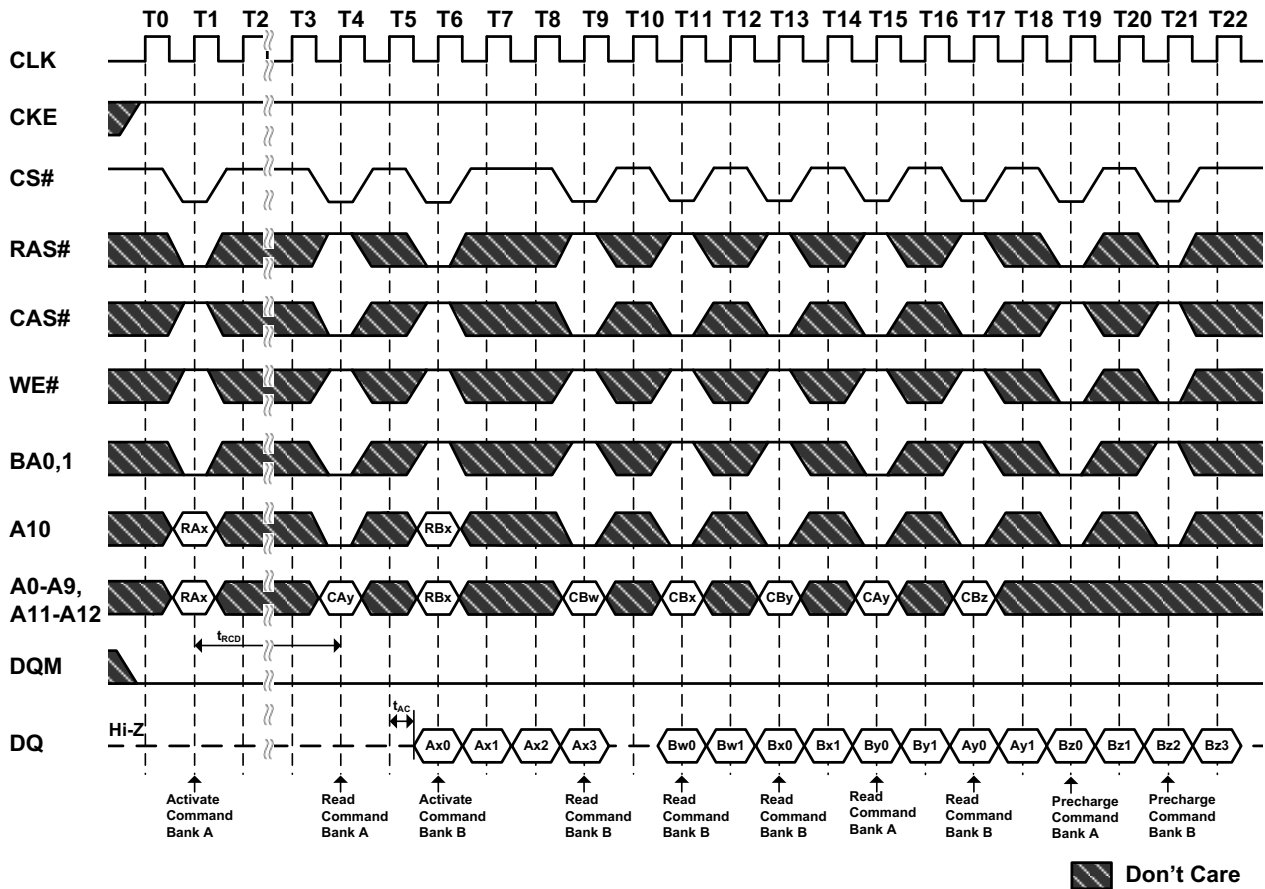 T0 T1 T2 T3 T4 T5 T6 T7 T8 T9 T10 T11 T12 T13 T14 T15 T16 T17 T18 T19 T20 T21 T22
CLK
CKE
CS#
RAS#
CAS#
WE#
BA0,1
A10
RAx RBx
A0-A9,
A11-A12
RAx CAy RBx CBw CBx CBy CAy CBz
tRCD
DQM
tAC
Hi-Z
DQ
Ax0 Ax1 Ax2 Ax3 Bw0 Bw1 Bx0 Bx1 By0 By1 Ay0 Ay1 Bz0 Bz1 Bz2 Bz3
Activate
Command
Bank A
Read
Command
Bank A
Activate
Command
Bank B
Read
Command
Bank B
Read
Command
Bank B
Read
Command
Bank B
Read
Command
Bank A
Read
Command
Bank B
Precharge
Command
Bank A
Precharge
Command
Bank B
Don't Care